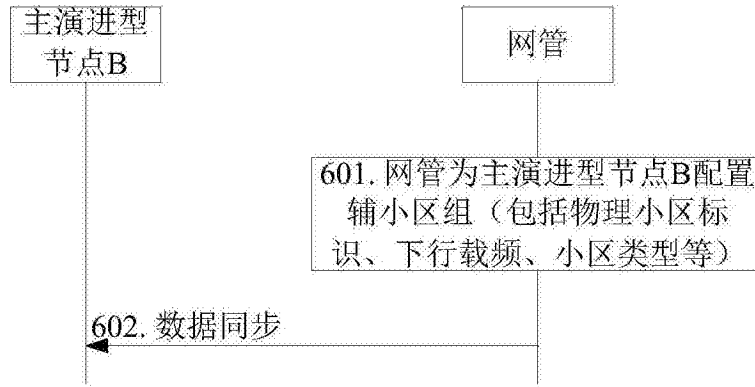 主演进型
节点B
网管
601. 网管为主演进型节点B配置
辅小区组（包括物理小区标
识、下行载频、小区类型等）
602. 数据同步